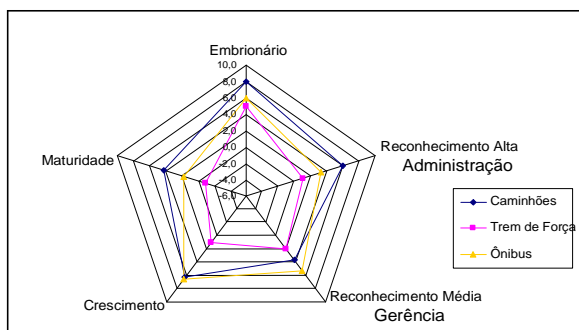 Embrionário
10,0
8,0
6,0
4,0
2,0
0,0
-2,0
-4,0
-6,0
Reconhecimento Alta
Administração
Maturidade
Caminhões
Trem de Força
Ônibus
Crescimento
Reconhecimento Média
Gerência